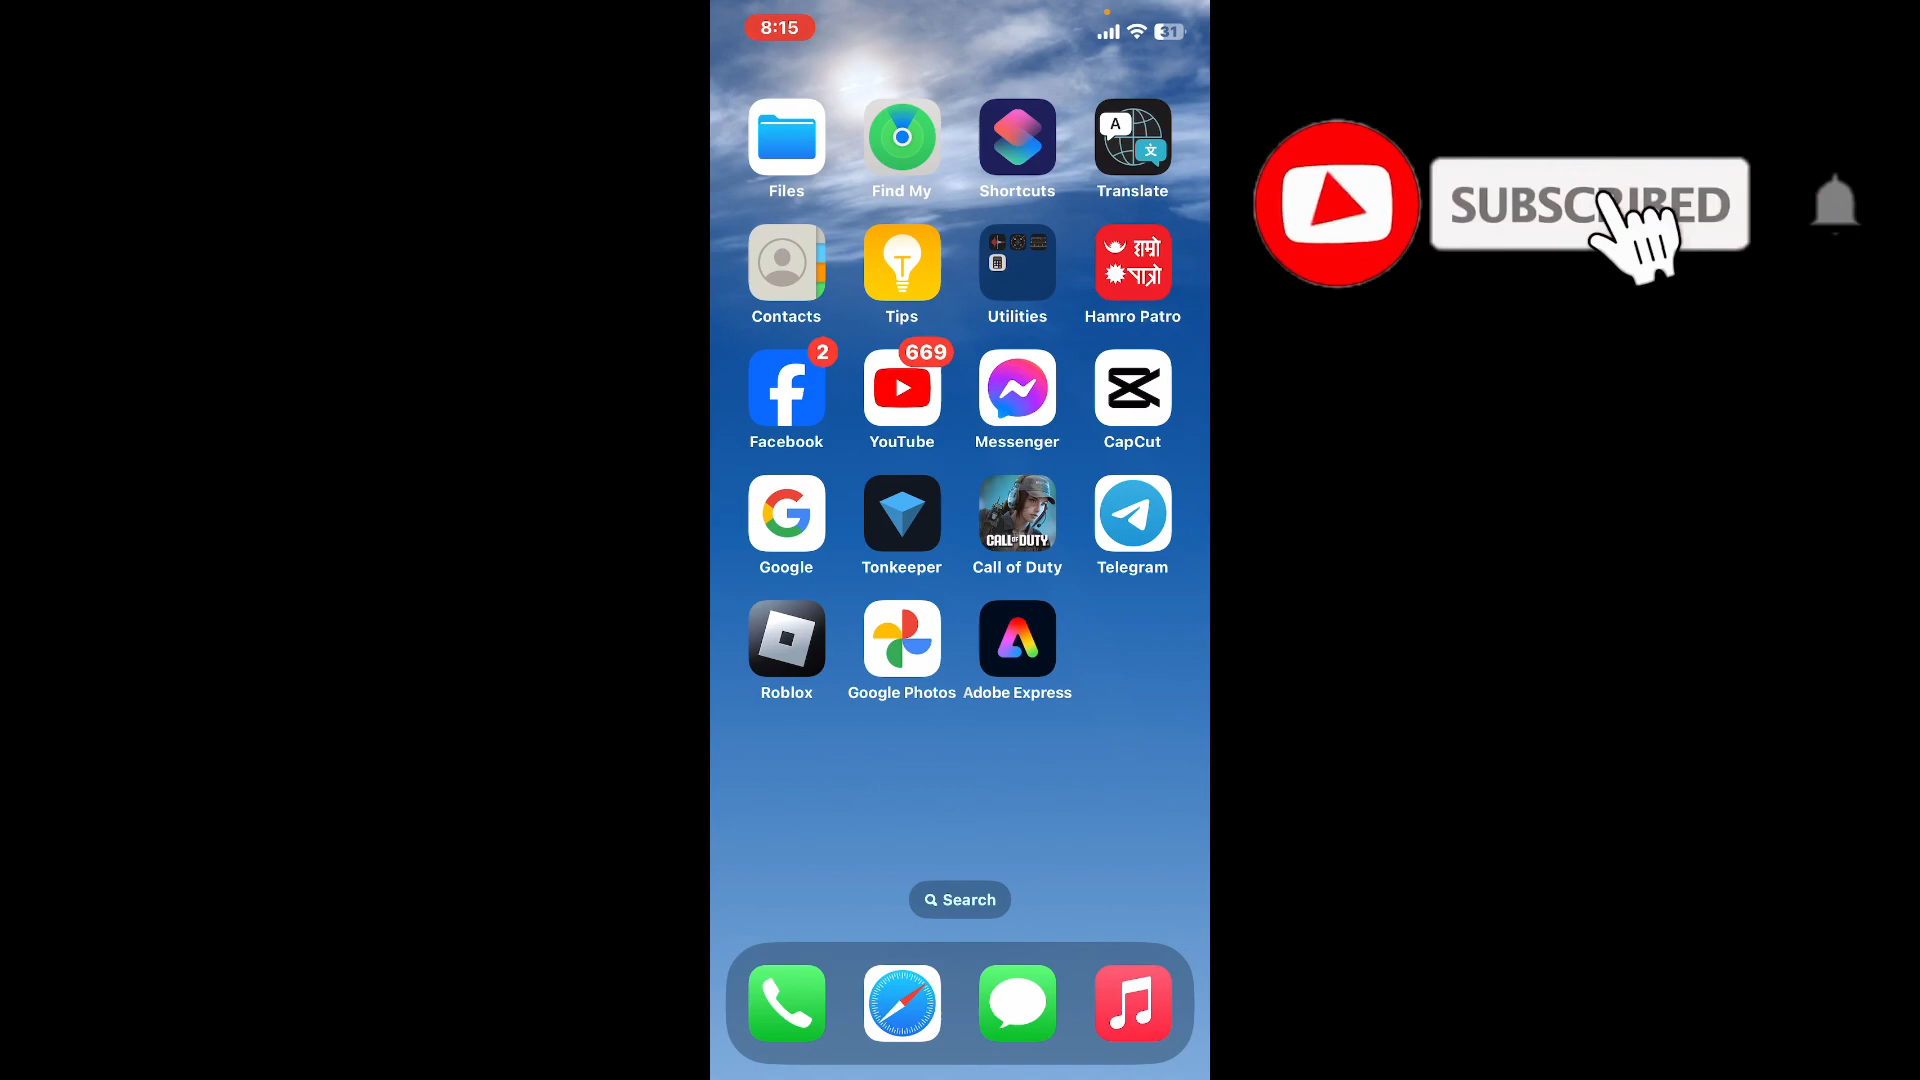 8:15
31
SUBSCRIBED
A
文
Files
Find My
Shortcuts
Translate
हाम्रो
पात्रो
Contacts
Tips
Utilities
Hamro Patro
2
669
Facebook
YouTube
Messenger
CapCut
CALL OF DUTY
Google
Tonkeeper
Call of Duty
Telegram
Roblox
Google Photos
Adobe Express
Search